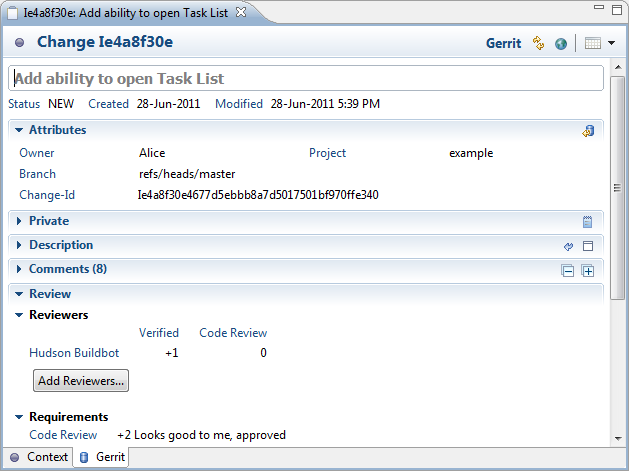 Ie4a8f30e: Add ability to open Task List
Change Ie4a8f30e Gerrit
Add ability to open Task List
Status NEW Created 28-Jun-2011 Modified 28-Jun-2011 5:39 PM
Attributes
Owner Alice Project example
Branch refs/heads/master
Change-Id Ie4a8f30e4677d5ebbb8a7d5017501bf970ffe340
Private
Description
Comments (8)
Review
Reviewers
Verified Code Review
Hudson Buildbot +1 0
Add Reviewers...
Requirements
Code Review +2 Looks good to me, approved
Context Gerrit